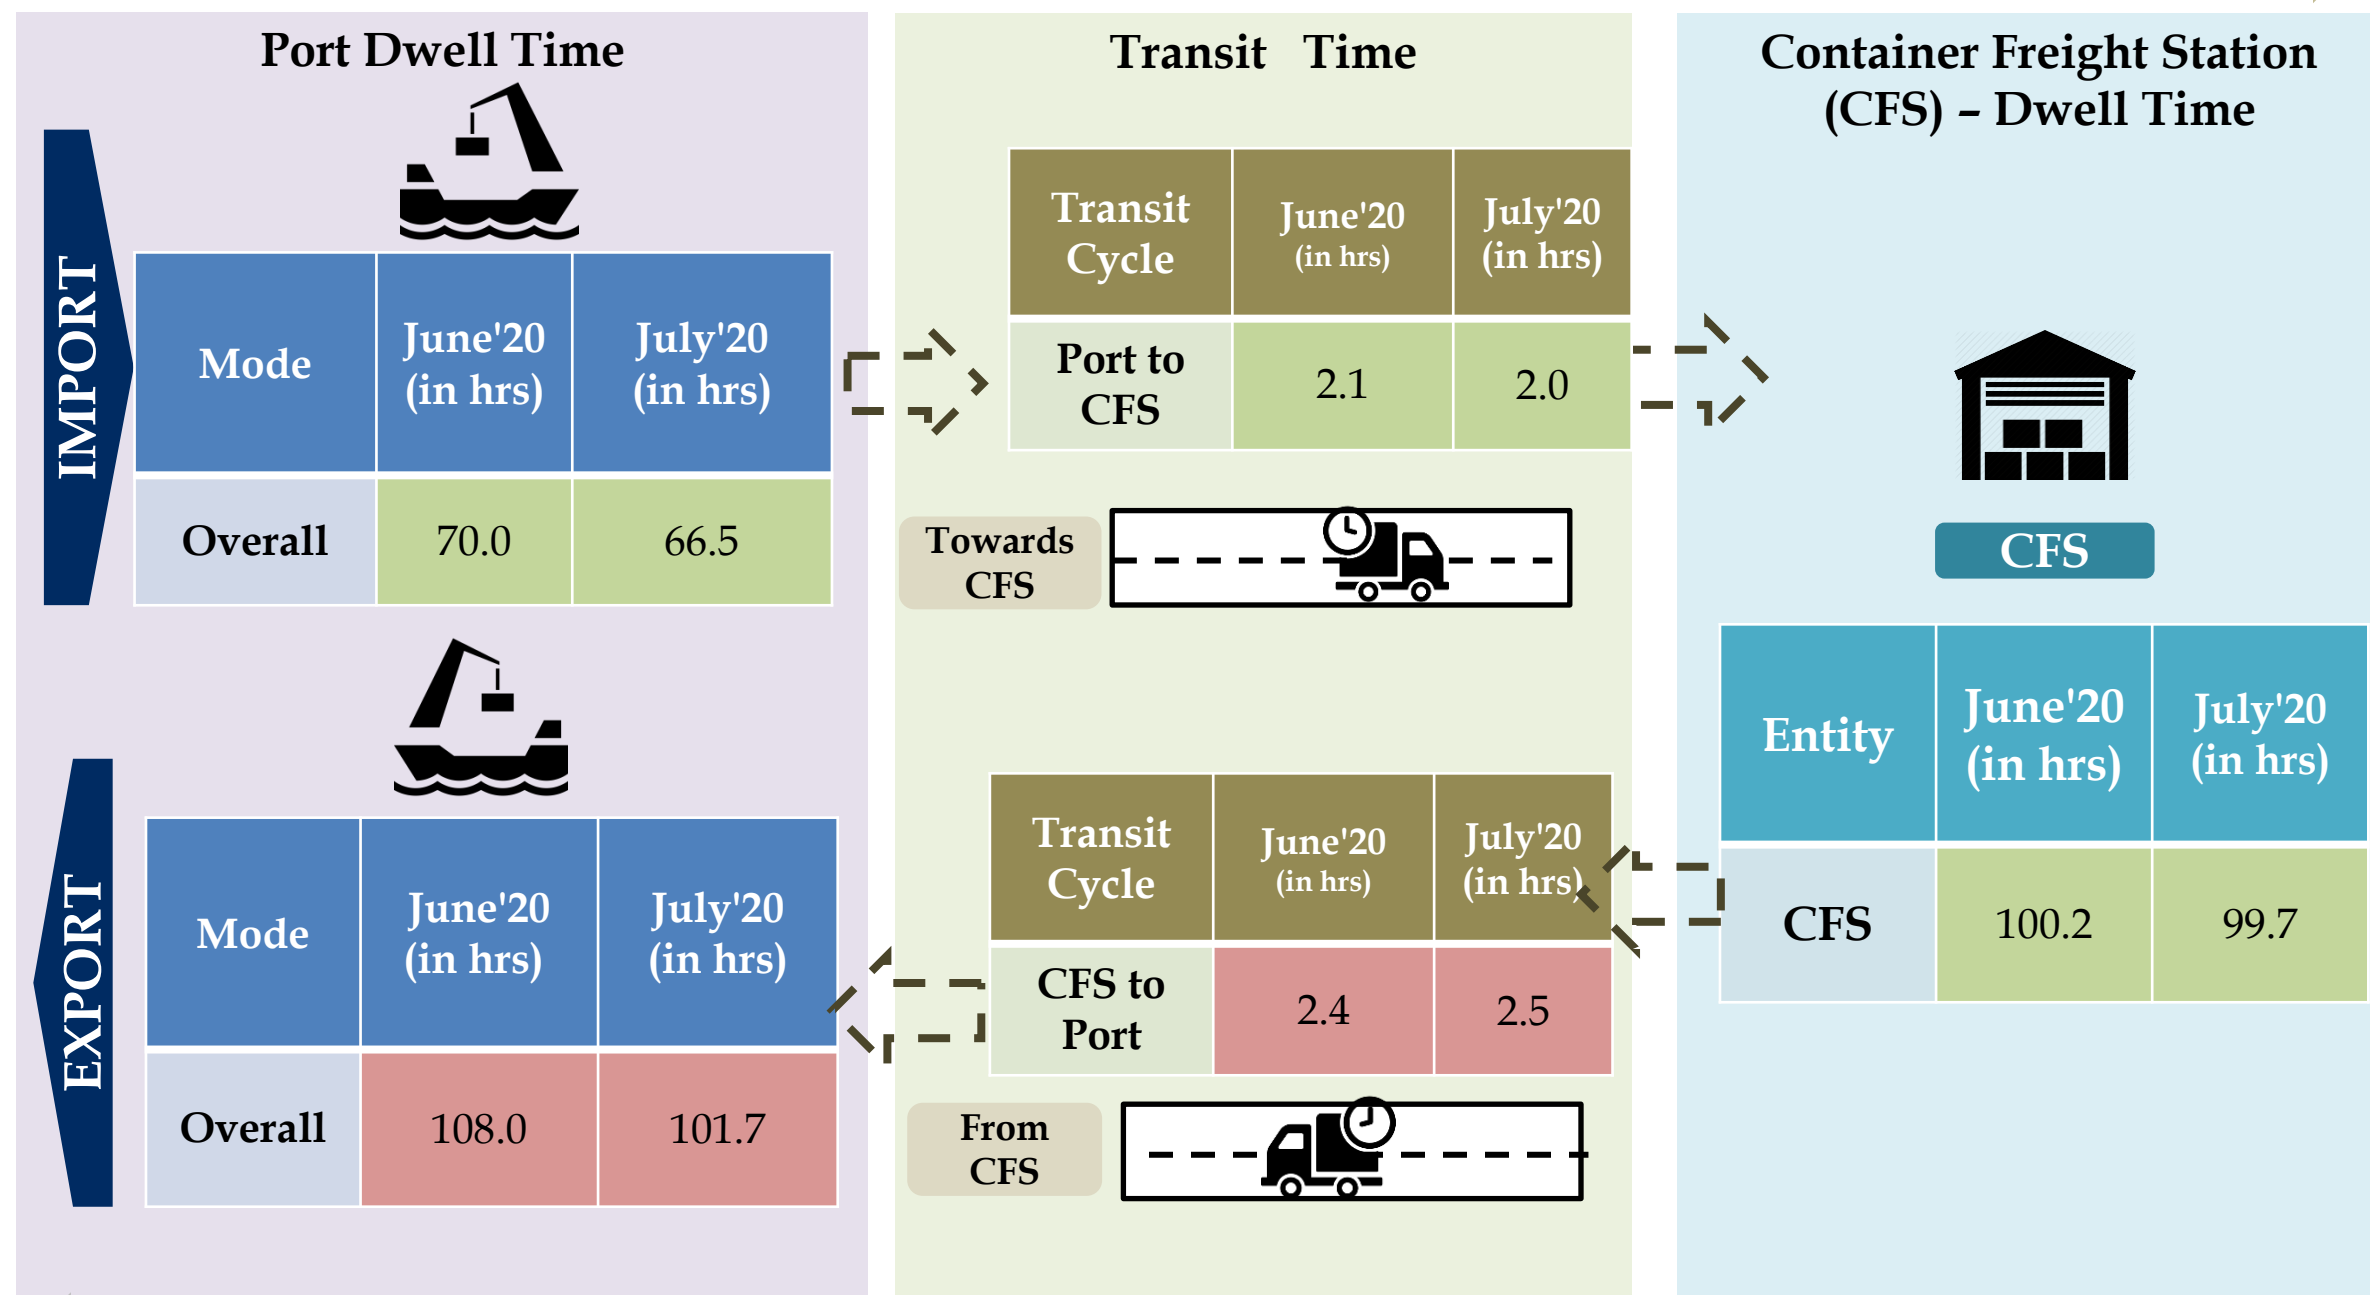 Port Dwell Time
IMPORT
Mode
June'20
(in hrs)
July'20
(in hrs)
Overall
70.0
66.5
EXPORT
Mode
June'20
(in hrs)
July'20
(in hrs)
Overall
108.0
101.7
Transit Time
Transit
Cycle
June'20
(in hrs)
July'20
(in hrs)
Port to
CFS
2.1
2.0
Towards
CFS
Transit
Cycle
June'20
(in hrs)
July'20
(in hrs)
CFS to
Port
2.4
2.5
From
CFS
Container Freight Station
(CFS) – Dwell Time
CFS
Entity
June'20
(in hrs)
July'20
(in hrs)
CFS
100.2
99.7